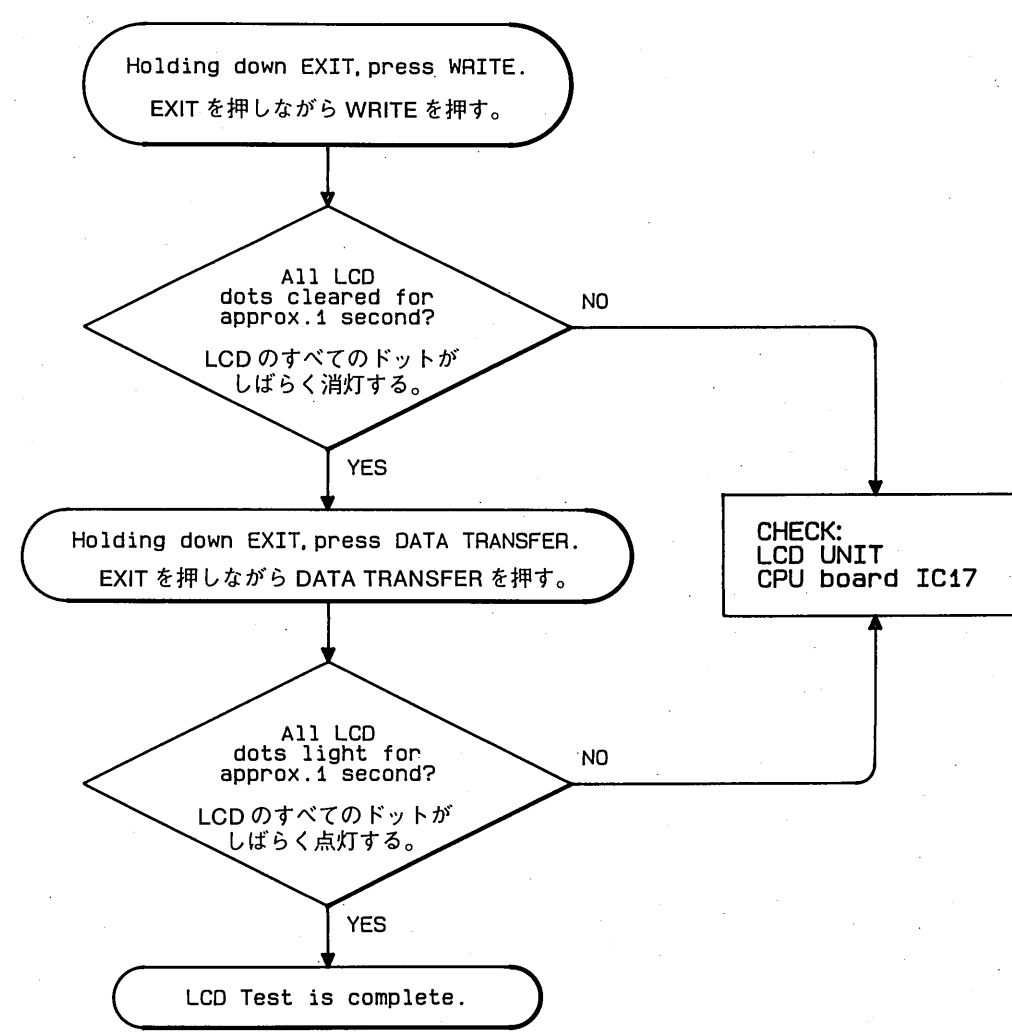 Holding down EXIT, press WRITE.
EXIT を押しながら WRITE を押す。
All LCD
dots cleared for
approx.1 second?
LCD のすべてのドットが
しばらく消灯する。
NO
YES
Holding down EXIT, press DATA TRANSFER.
EXIT を押しながら DATA TRANSFER を押す。
CHECK:
LCD UNIT
CPU board IC17
All LCD
dots light for
approx.1 second?
LCD のすべてのドットが
しばらく点灯する。
NO
YES
LCD Test is complete.